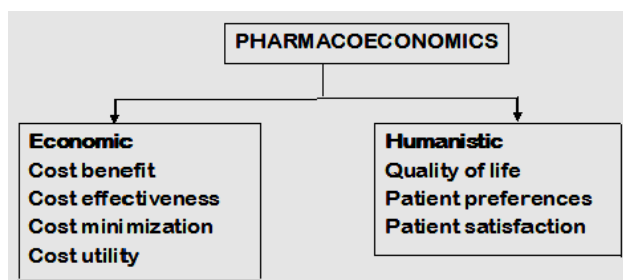 PHARMACOECONOMICS
Economic
Cost benefit
Cost effectiveness
Cost minimization
Cost utility
Humanistic
Quality of life
Patient preferences
Patient satisfaction